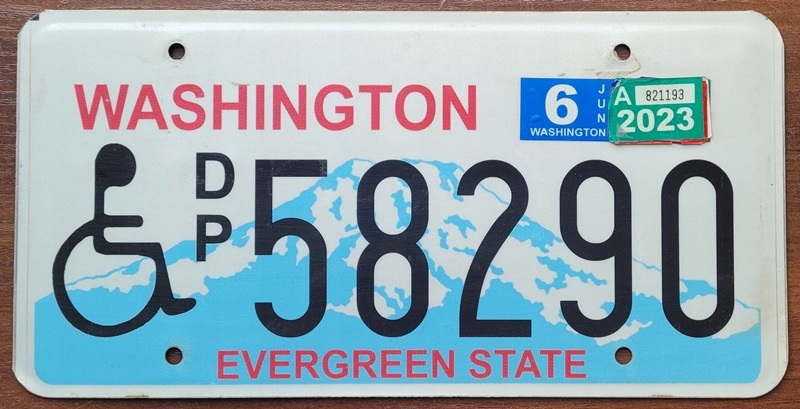 WASHINGTON
6 JUN
WASHINGTON
A 821193
2023
DP 58290
EVERGREEN STATE